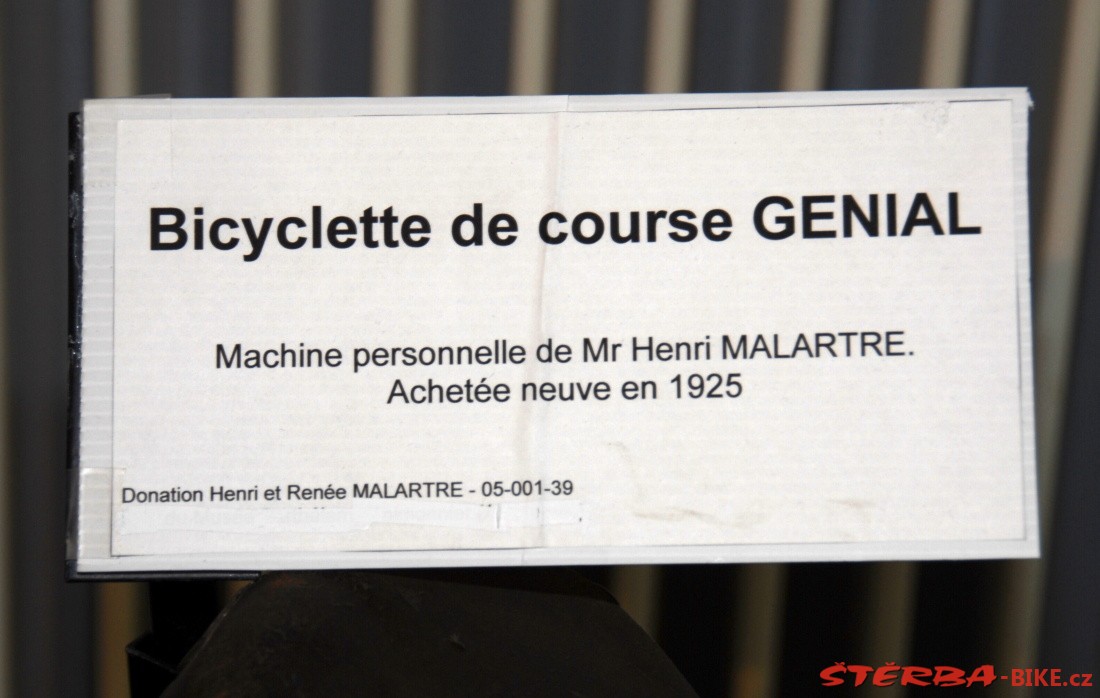 Bicyclette de course GENIAL
Machine personnelle de Mr Henri MALARTRE.
Achetée neuve en 1925
Donation Henri et Renée MALARTRE - 05-001-39
ŠTĚRBA-BIKE.cz